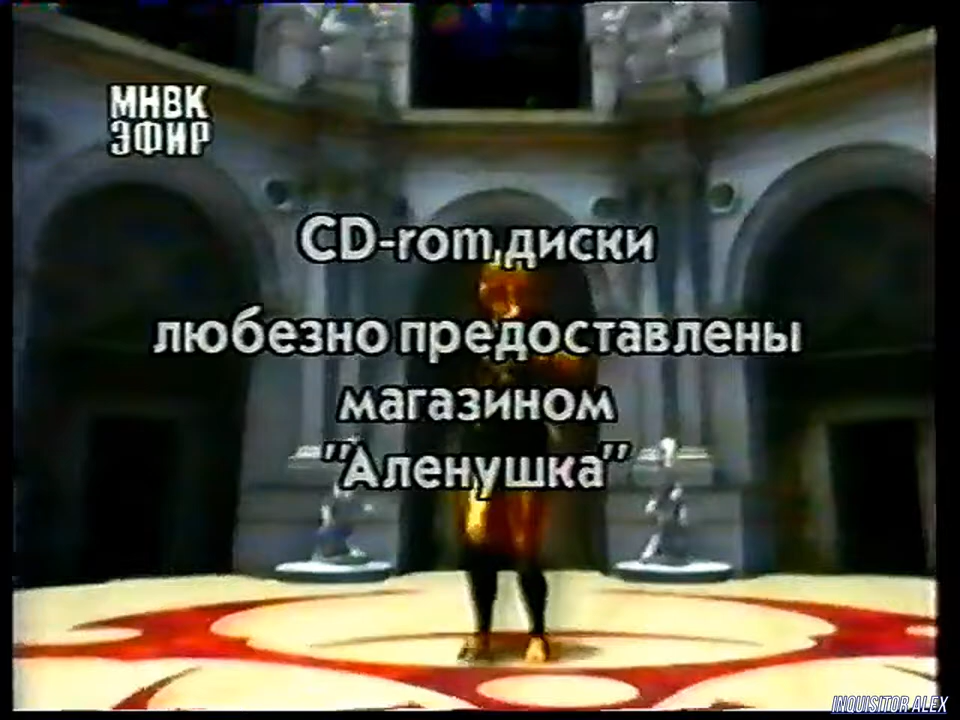 МНВК
ЭФИР
CD-rom диски
любезно предоставлены
магазином
"Аленушка"
INQUISITOR ALEX